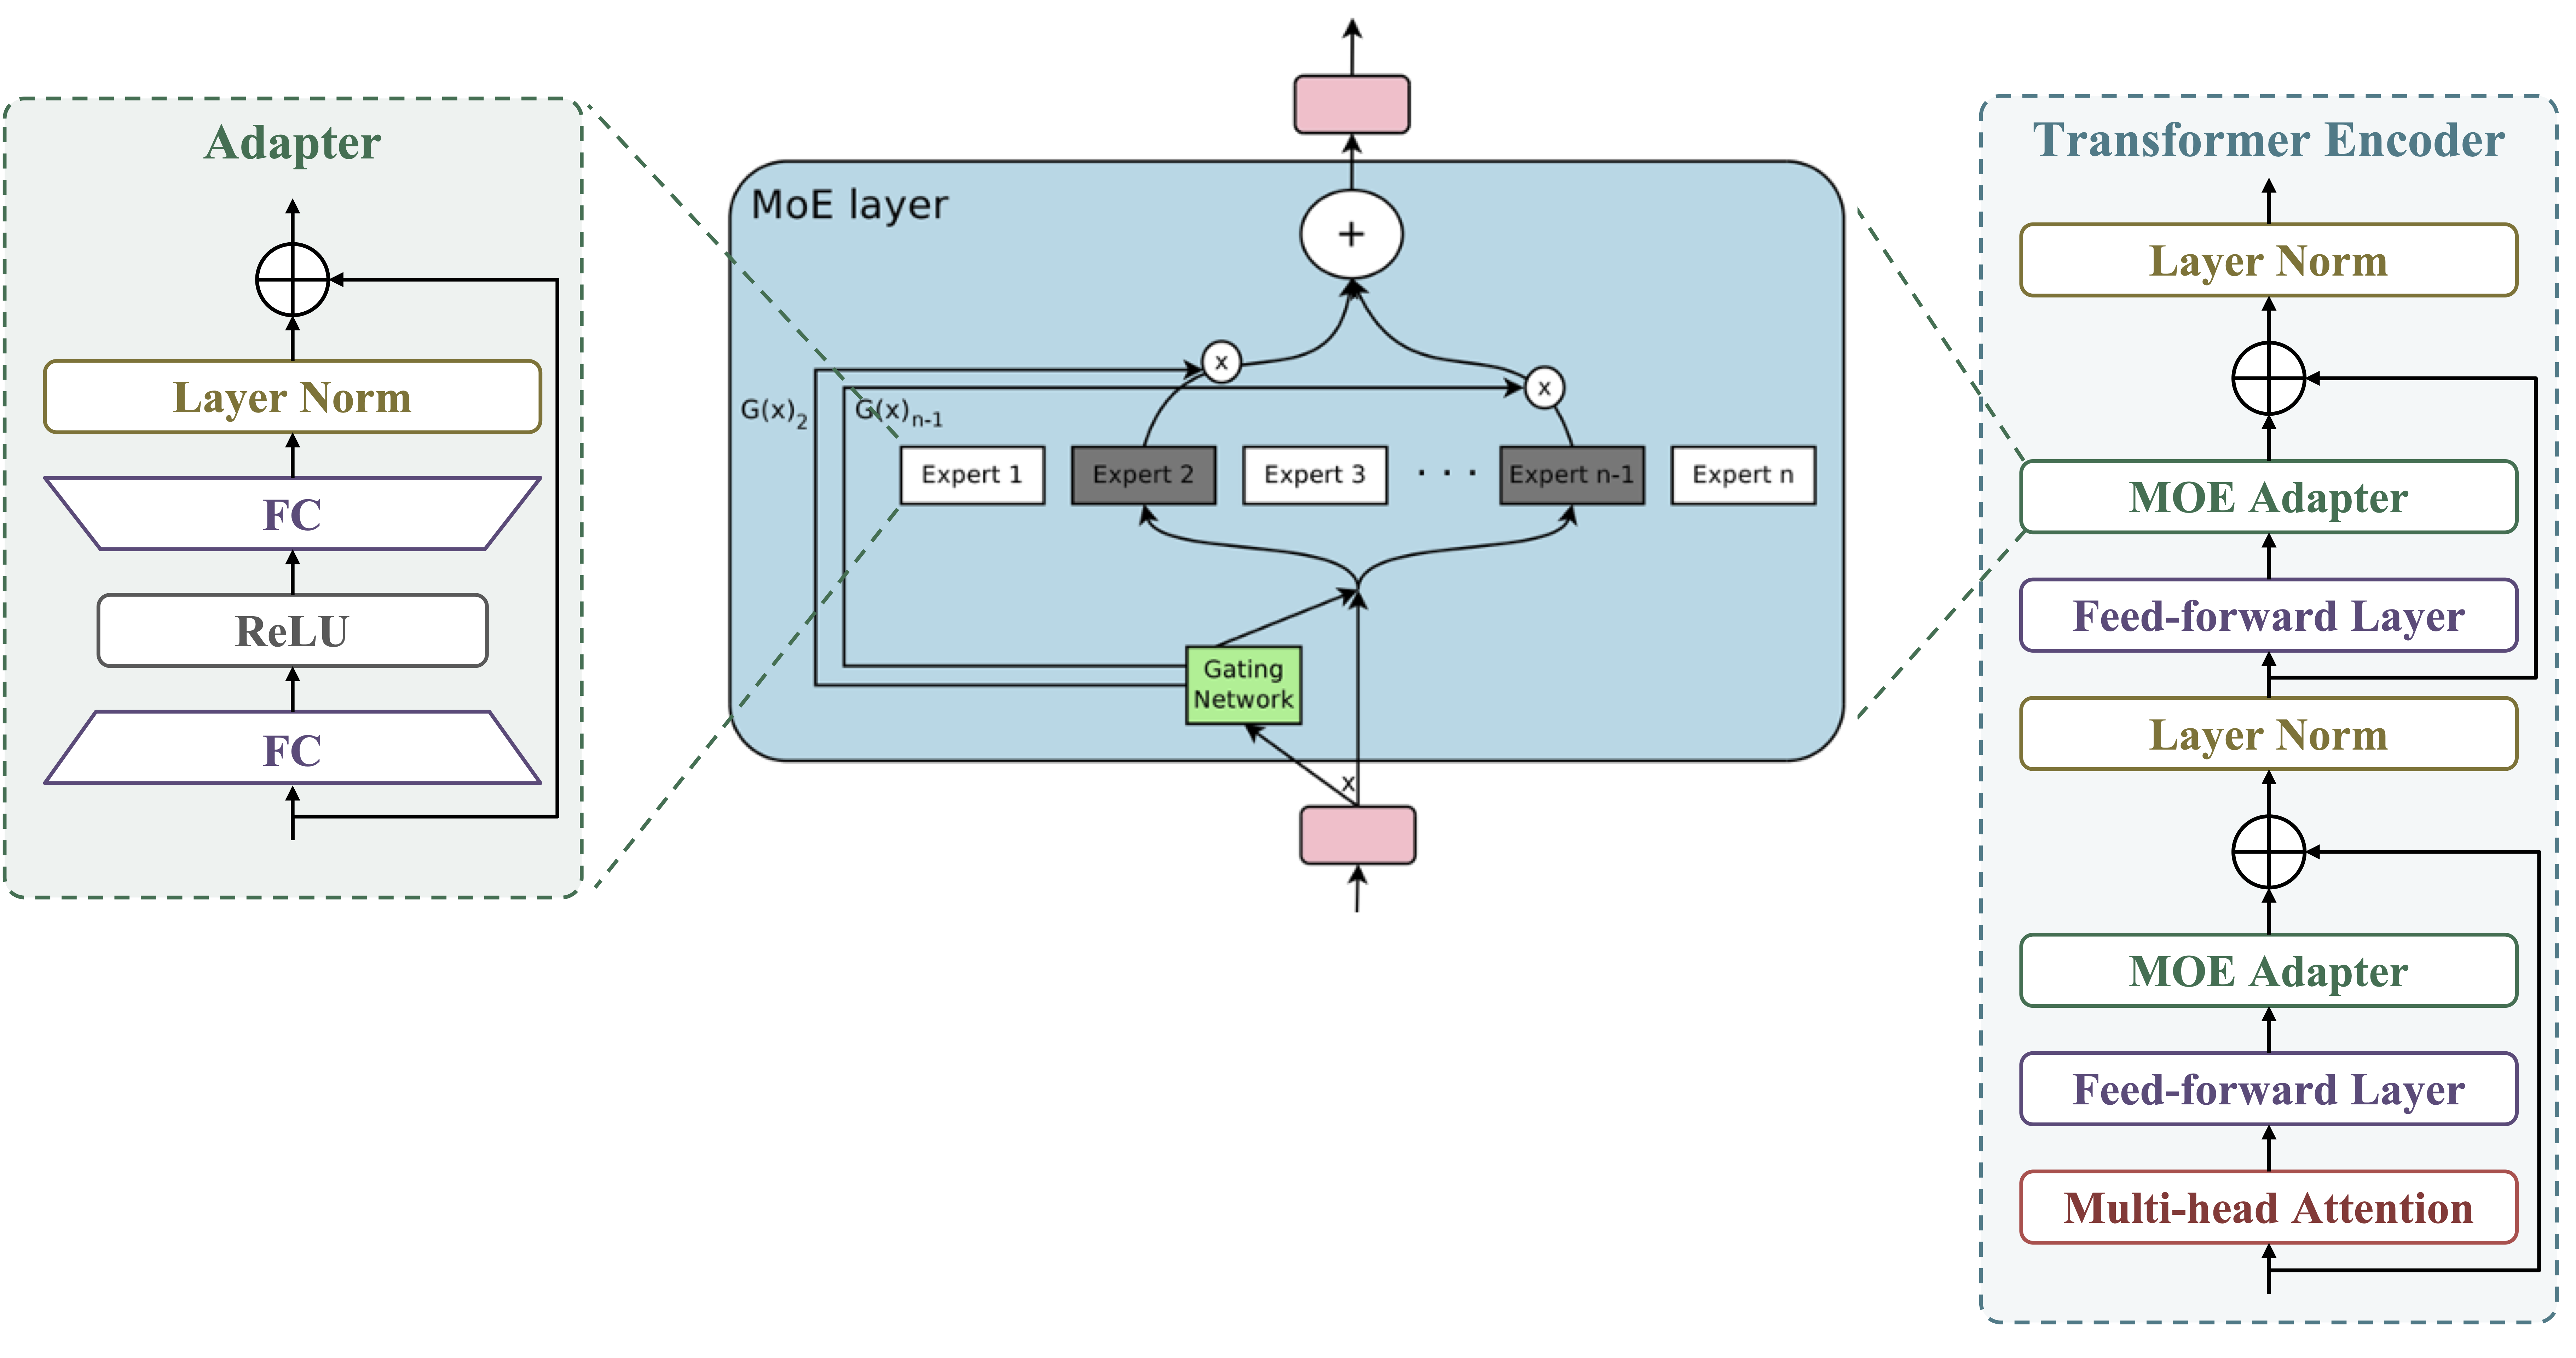 Adapter
Layer Norm
FC
ReLU
FC
MoE layer
+
x
x
G(x)2
G(x)n-1
Expert 1
Expert 2
Expert 3
. . .
Expert n-1
Expert n
Gating
Network
x
Transformer Encoder
Layer Norm
MOE Adapter
Feed-forward Layer
Layer Norm
MOE Adapter
Feed-forward Layer
Multi-head Attention